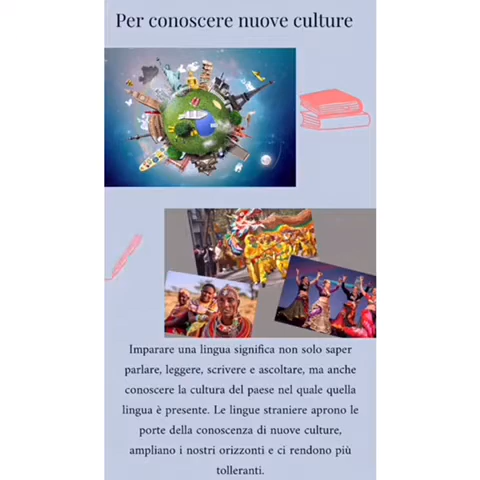 Per conoscere nuove culture
Imparare una lingua significa non solo saper
parlare, leggere, scrivere e ascoltare, ma anche
conoscere la cultura del paese nel quale quella
lingua è presente. Le lingue straniere aprono le
porte della conoscenza di nuove culture,
ampliano i nostri orizzonti e ci rendono più
tolleranti.